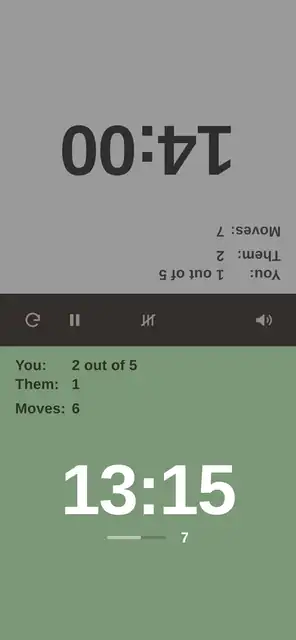 14:00
Moves: 7
Them: 2
You: 1 out of 5
You: 2 out of 5
Them: 1
Moves: 6
13:15
7